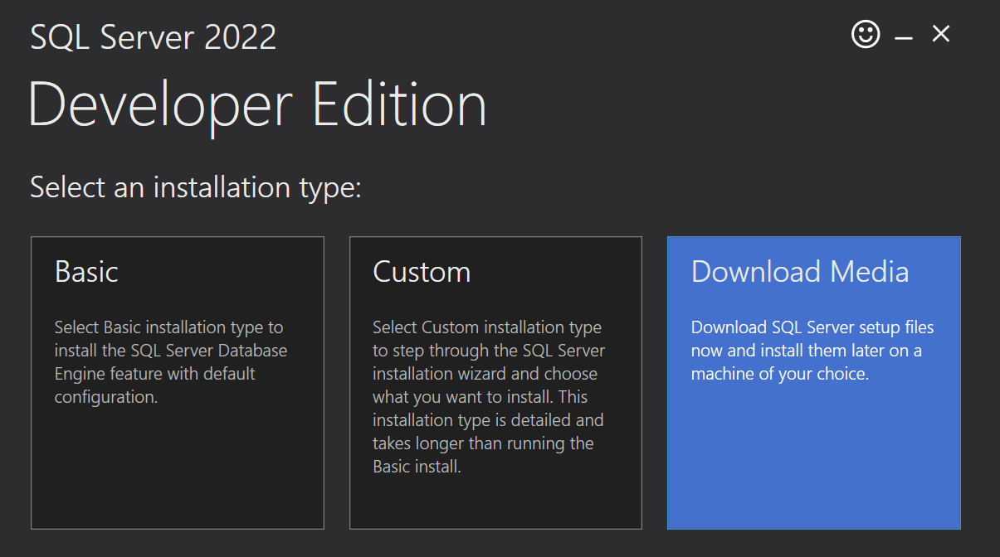 SQL Server 2022
Developer Edition
Select an installation type:
Basic
Select Basic installation type to
install the SQL Server Database
Engine feature with default
configuration.
Custom
Select Custom installation type
to step through the SQL Server
installation wizard and choose
what you want to install. This
installation type is detailed and
takes longer than running the
Basic install.
Download Media
Download SQL Server setup files
now and install them later on a
machine of your choice.